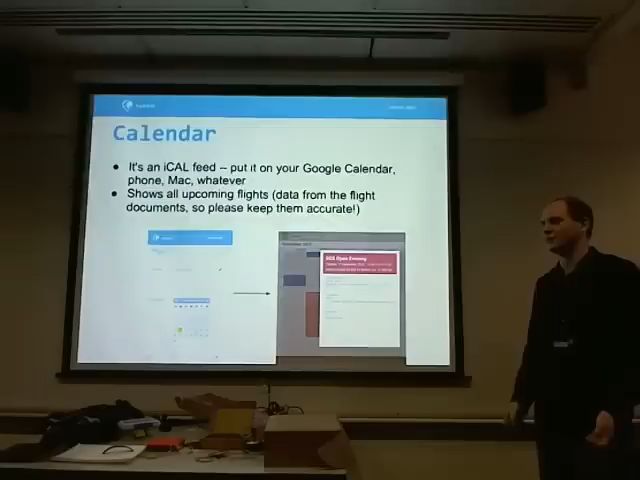 Calendar
It's an iCAL feed – put it on your Google Calendar,
phone, Mac, whatever
Shows all upcoming flights (data from the flight
documents, so please keep them accurate!)
SCS Open Evening